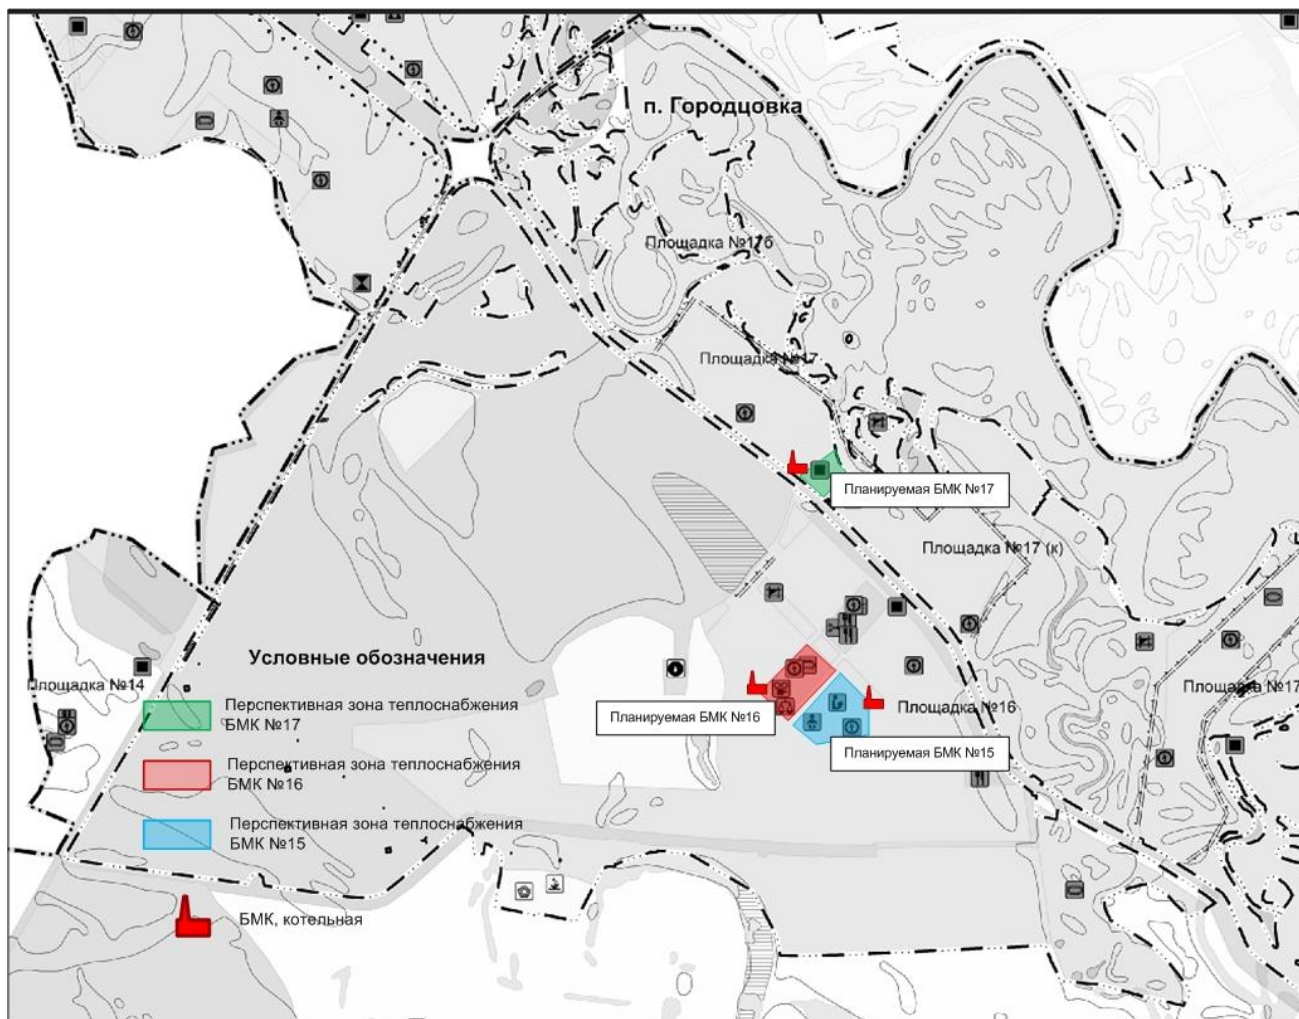 п. Городцовка
Площадка №17б
Площадка №17
Планируемая БМК №17
Площадка №17 (к)
Условные обозначения
Площадка №14
Площадка №17
Перспективная зона теплоснабжения
БМК №17
Планируемая БМК №16
Площадка №16
Планируемая БМК №15
Перспективная зона теплоснабжения
БМК №16
Перспективная зона теплоснабжения
БМК №15
БМК, котельная